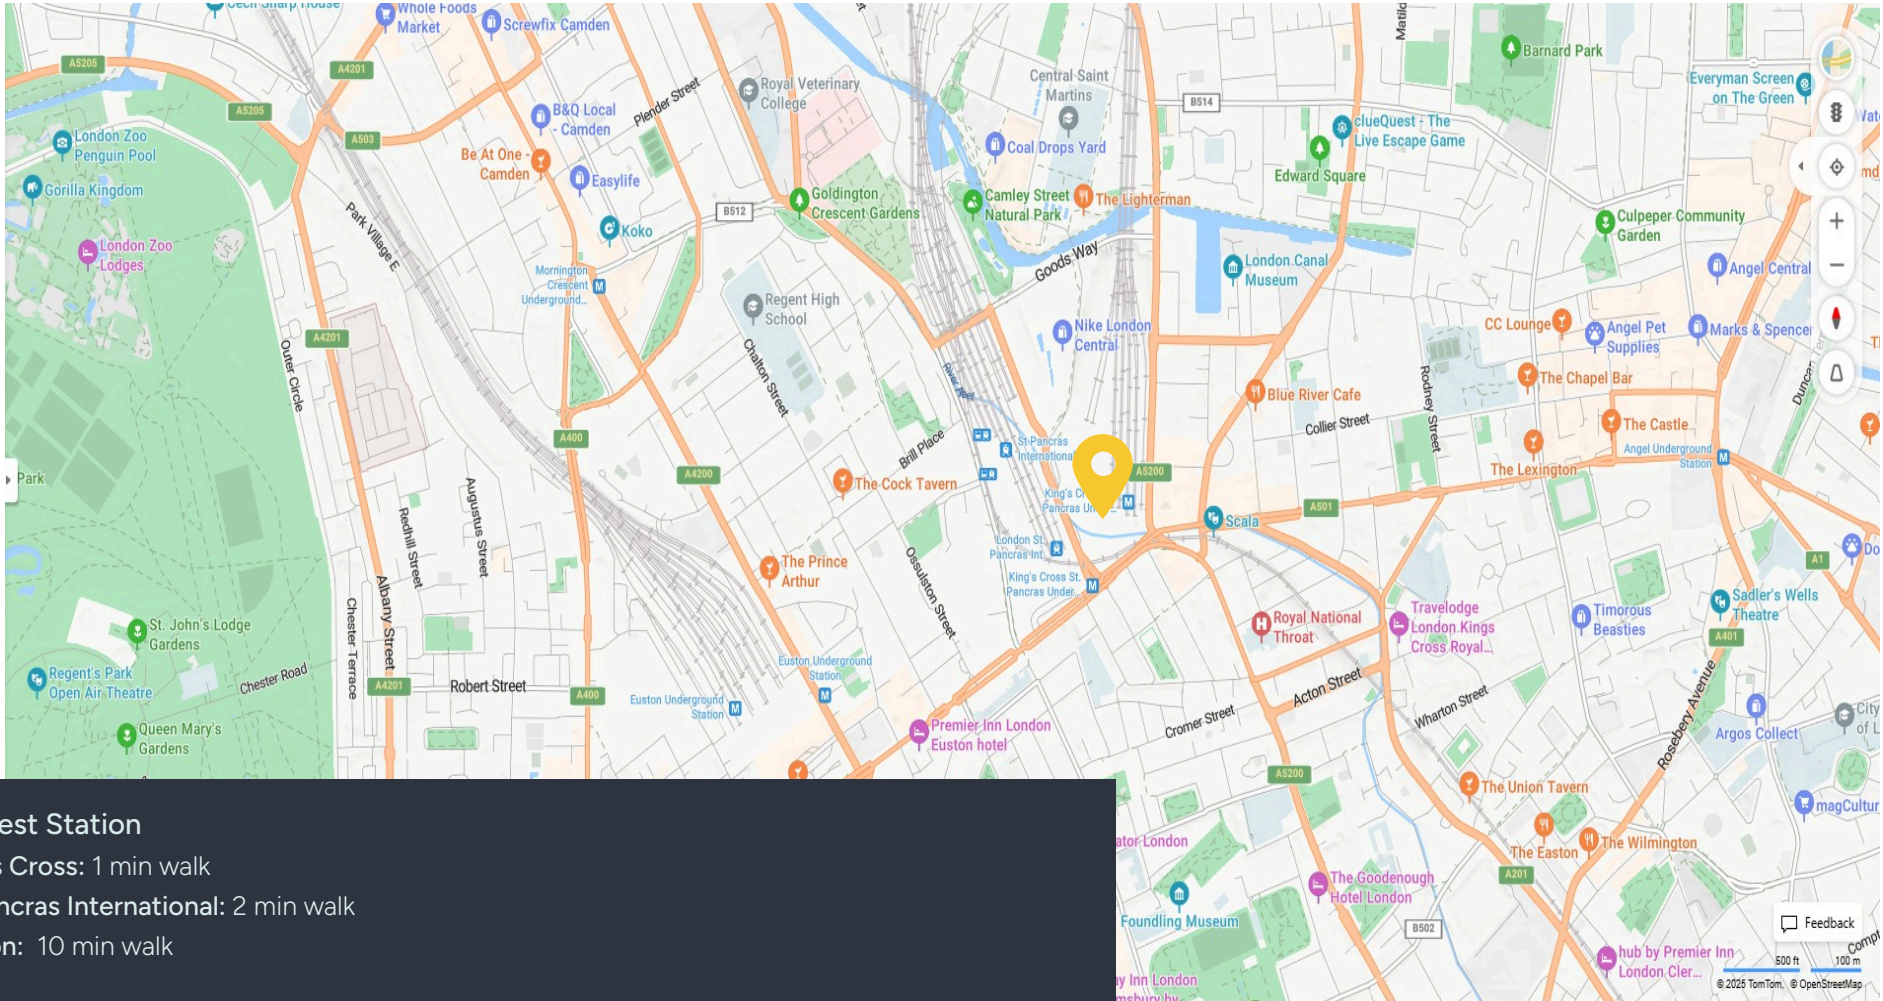 Cecil Sharp House
Whole Foods
Market
Screwfix Camden
A5205
A4201
A5205
A503
Plender Street
Royal Veterinary
College
Central Saint
Martins
B514
Barnard Park
Everyman Screen
on The Green
London Zoo
Penguin Pool
B&Q Local
- Camden
Be At One -
Camden
Easylife
Coal Drops Yard
clueQuest - The
Live Escape Game
Edward Square
Gorilla Kingdom
Goldington
Crescent Gardens
Camley Street
Natural Park
The Lighterman
B512
Koko
Park Village E
London Zoo
Lodges
Culpeper Community
Garden
Goods Way
London Canal
Museum
Angel Central
Mornington
Crescent
Underground...
Regent High
School
Nike London
Central
CC Lounge
Angel Pet
Supplies
Marks & Spencer
A4201
Outer Circle
Chalton Street
River Fleet
Blue River Cafe
The Chapel Bar
Rodney Street
Collier Street
The Castle
Angel Underground
Station
The Lexington
A400
A4200
Brill Place
The Cock Tavern
St Pancras
International
A5200
Park
Augustus Street
Redhill Street
Scala
A501
London St.
Pancras Int.
King's Cross St.
Pancras Under...
The Prince
Arthur
Ossulston Street
Albany Street
Chester Terrace
A1
Royal National
Throat
Travelodge
London Kings
Cross Royal...
Timorous
Beasties
Sadler's Wells
Theatre
A401
St. John's Lodge
Gardens
Regent's Park
Open Air Theatre
Chester Road
A4201
Robert Street
A400
Euston Underground
Station
Euston Underground
Station
Acton Street
Wharton Street
Cromer Street
Rosebery Avenue
Argos Collect
Queen Mary's
Gardens
Premier Inn London
Euston hotel
A5200
The Union Tavern
The Easton
The Wilmington
A201
The Goodenough
Hotel London
Foundling Museum
B502
hub by Premier Inn
London Cler...
Inn London
est Station
s Cross: 1 min walk
ncras International: 2 min walk
n: 10 min walk
Feedback
500 ft 100 m
© 2025 TomTom, © OpenStreetMap